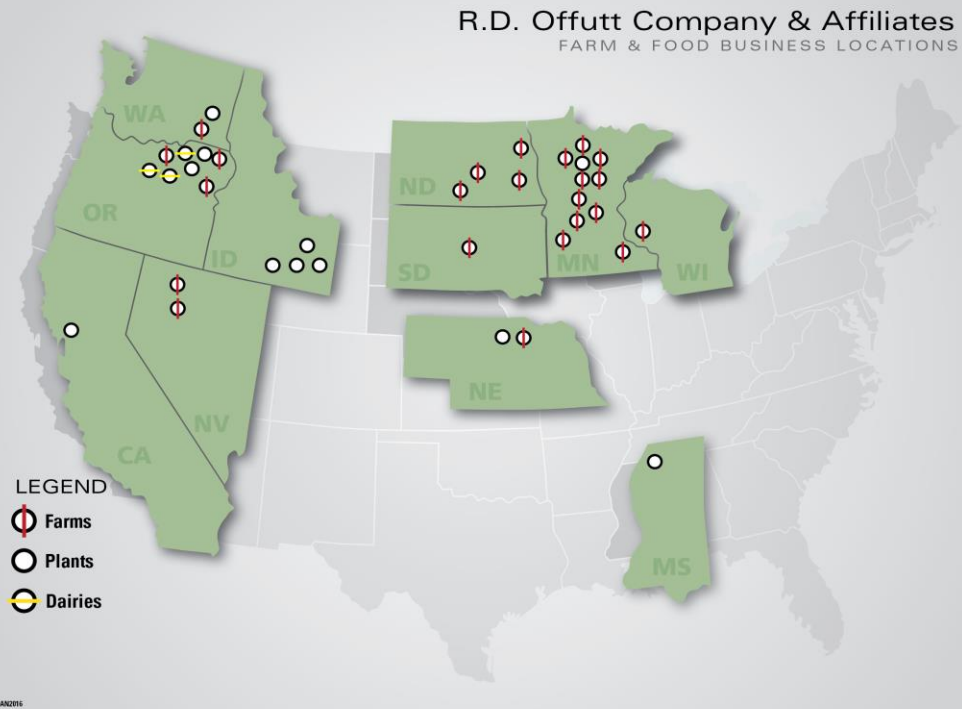 R.D. Offutt Company & Affiliates
FARM & FOOD BUSINESS LOCATIONS
WA
OR
ID
ND
SD
MN
WI
NE
NV
CA
MS
LEGEND
Farms
Plants
Dairies
AN2016